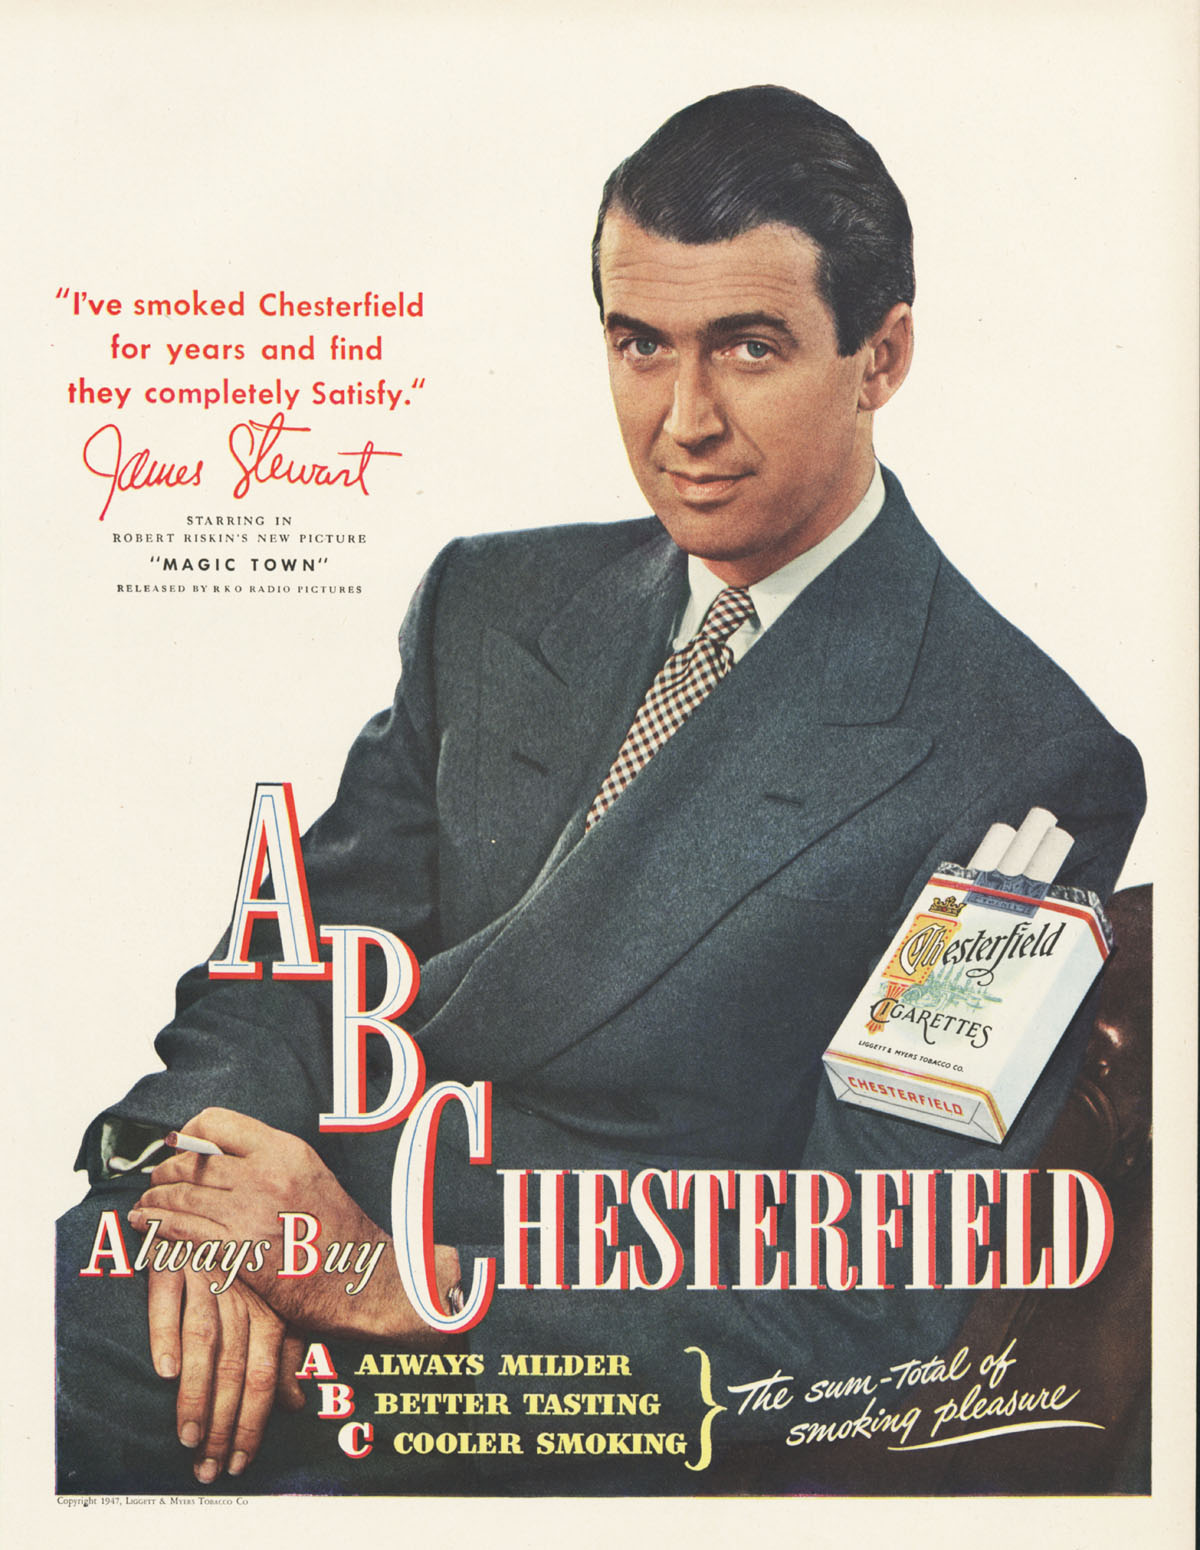 "I've smoked Chesterfield
for years and find
they completely Satisfy."
James Stewart
STARRING IN
ROBERT RISKIN'S NEW PICTURE
"MAGIC TOWN"
RELEASED BY RKO RADIO PICTURES
A
B
Chesterfield
CIGARETTES
LIGGETT & MYERS TOBACCO CO.
CHESTERFIELD
Always Buy CHESTERFIELD
A ALWAYS MILDER
B BETTER TASTING
C COOLER SMOKING
The sum-total of
smoking pleasure
Copyright 1947, LIGGETT & MYERS TOBACCO CO